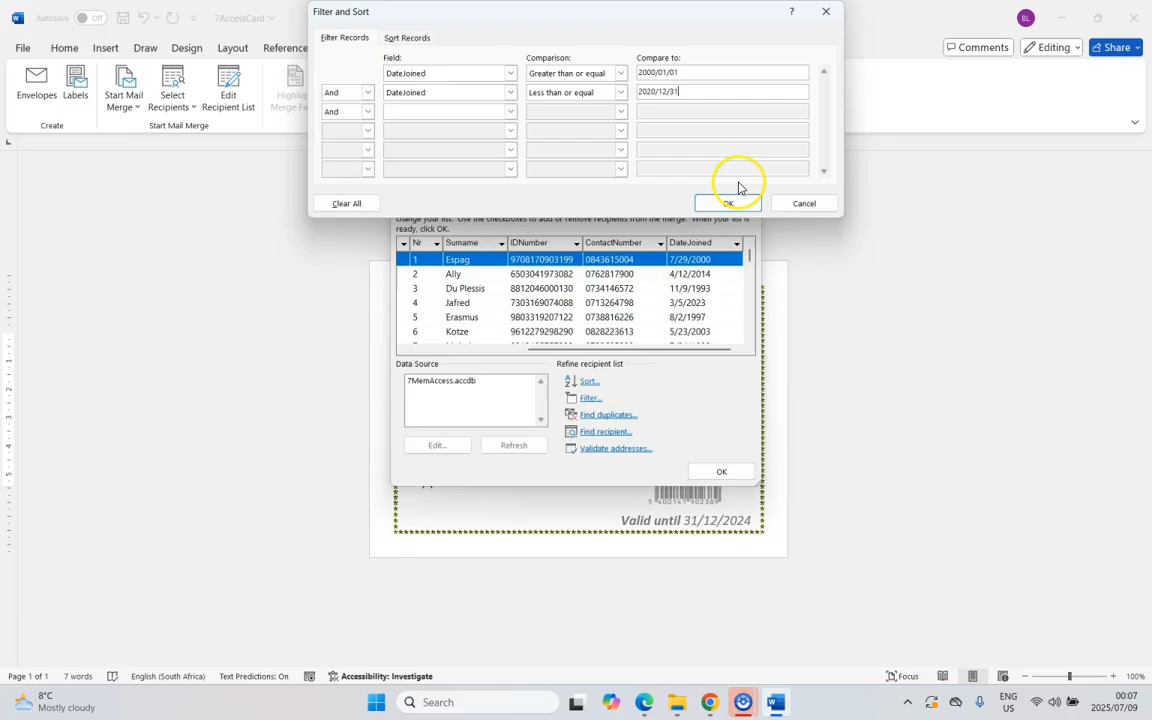 AutoSave Off 7AccessCard
Filter and Sort
BL
Filter Records Sort Records
File Home Insert Draw Design Layout Reference
Comments Editing Share
Field: Comparison: Compare to:
DateJoined Greater than or equal 2000/01/01
And DateJoined Less than or equal 2020/12/31
And
Envelopes Labels Start Mail Merge Select Recipients Edit Recipient List Highlight Merge Fie
Create Start Mail Merge
Clear All OK Cancel
change your list. Use the checkboxes to add or remove recipients from the merge. When your list is
ready, click OK.
Nr Surname IDNumber ContactNumber DateJoined
1 Espag 9708170903199 0843615004 7/29/2000
2 Ally 6503041973082 0762817900 4/12/2014
3 Du Plessis 8812046000130 0734146572 11/9/1993
4 Jafred 7303169074088 0713264798 3/5/2023
5 Erasmus 9803319207122 0738816226 8/2/1997
6 Kotze 9612279298290 0828223613 5/23/2003
Data Source Refine recipient list
7MemAccess.accdb
Sort...
Filter...
Find duplicates...
Find recipient...
Validate addresses...
Edit... Refresh
OK
5 400141 902389
Valid until 31/12/2024
Page 1 of 1 7 words English (South Africa) Text Predictions: On Accessibility: Investigate Focus 100%
8°C
Mostly cloudy
Search
ENG
US
00:07
2025/07/09